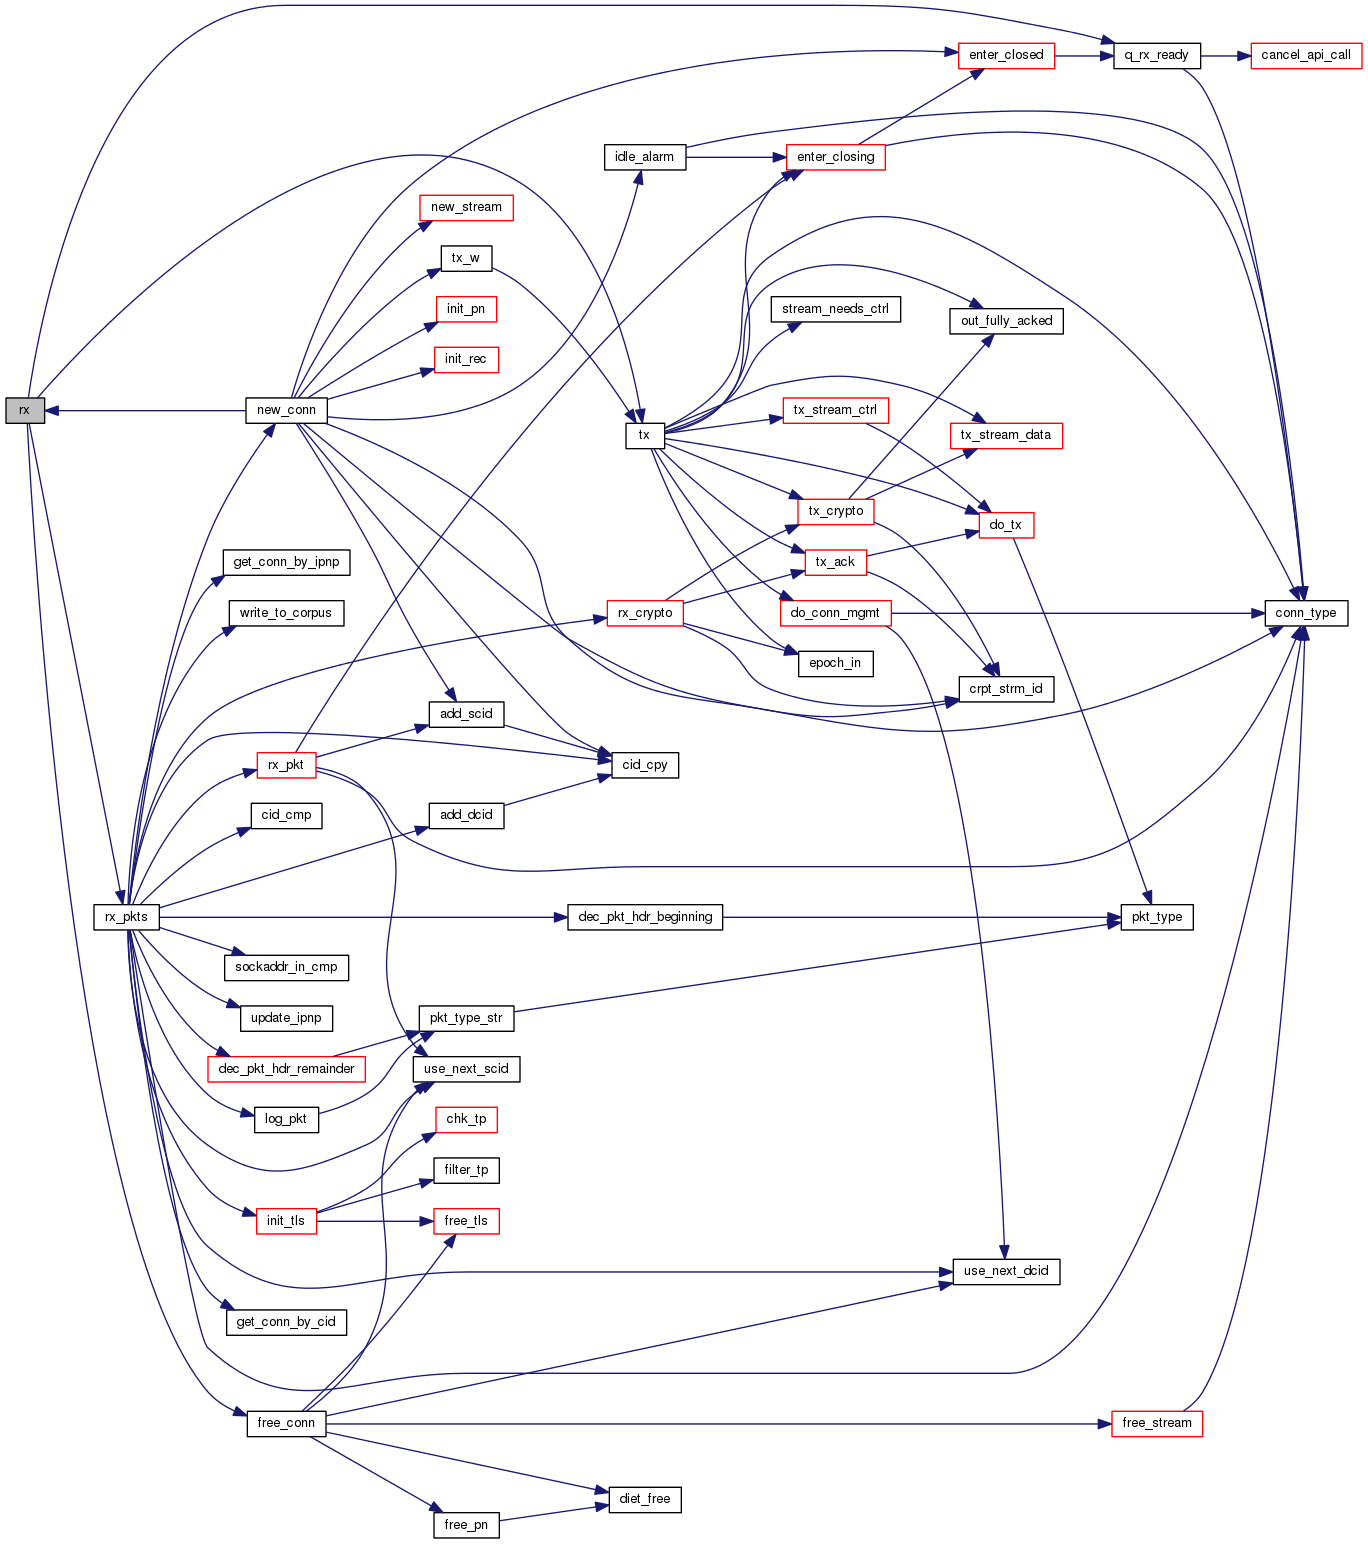 enter_closed
q_rx_ready
cancel_api_call
idle_alarm
enter_closing
new_stream
tx_w
init_pn
stream_needs_ctrl
out_fully_acked
init_rec
rx
new_conn
tx_stream_ctrl
tx
tx_stream_data
tx_crypto
do_tx
get_conn_by_ipnp
tx_ack
write_to_corpus
rx_crypto
do_conn_mgmt
conn_type
epoch_in
crpt_strm_id
add_scid
rx_pkt
cid_cpy
cid_cmp
add_dcid
rx_pkts
dec_pkt_hdr_beginning
pkt_type
sockaddr_in_cmp
update_ipnp
pkt_type_str
dec_pkt_hdr_remainder
use_next_scid
log_pkt
chk_tp
filter_tp
init_tls
free_tls
use_next_dcid
get_conn_by_cid
free_conn
free_stream
diet_free
free_pn